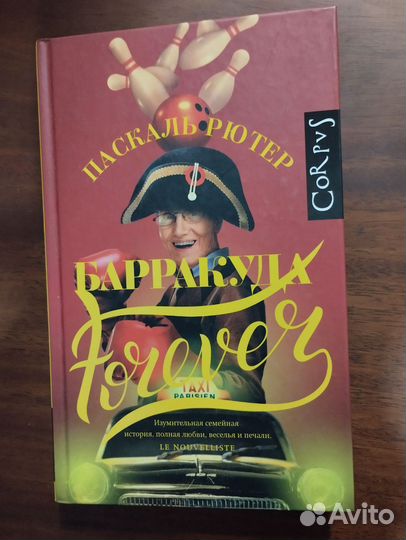 ПАСКАЛЬ РЮТЕР
CORPVS
БАРРАКУДА
Forever
TAXI
PARISIEN
Изумительная семейная
история, полная любви, веселья и печали.
LE NOUVELLISTE
Avito